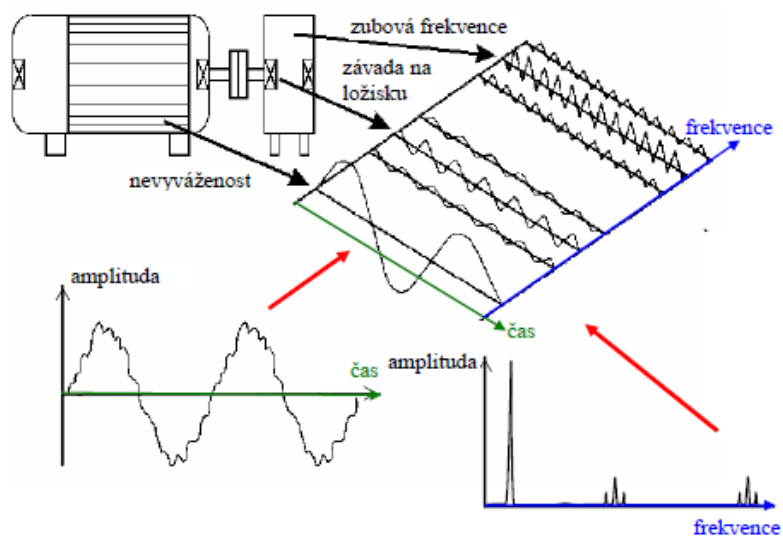 zubová frekvence
závada na
ložisku
frekvence
nevyváženost
amplituda
čas
čas
amplituda
frekvence